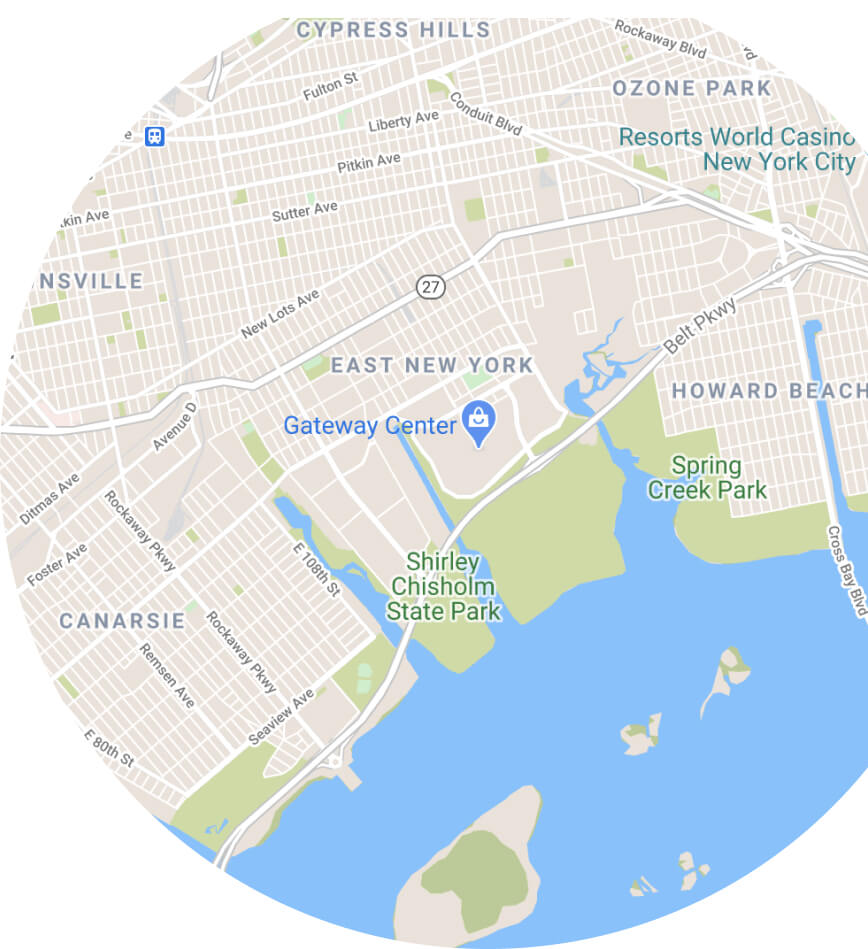 CYPRESS HILLS
Rockaway Blvd
Fulton St
OZONE PARK
Conduit Blvd
Liberty Ave
Resorts World Casino
New York City
Pitkin Ave
Sutter Ave
kin Ave
NSVILLE
27
New Lots Ave
Belt Pkwy
EAST NEW YORK
HOWARD BEACH
Gateway Center
Avenue D
Spring
Creek Park
Ditmas Ave
Rockaway Pkwy
Foster Ave
E 108th St
Shirley
Chisholm
State Park
Cross Bay Blvd
CANARSIE
Rockaway Pkwy
Remsen Ave
Seaview Ave
E 80th St